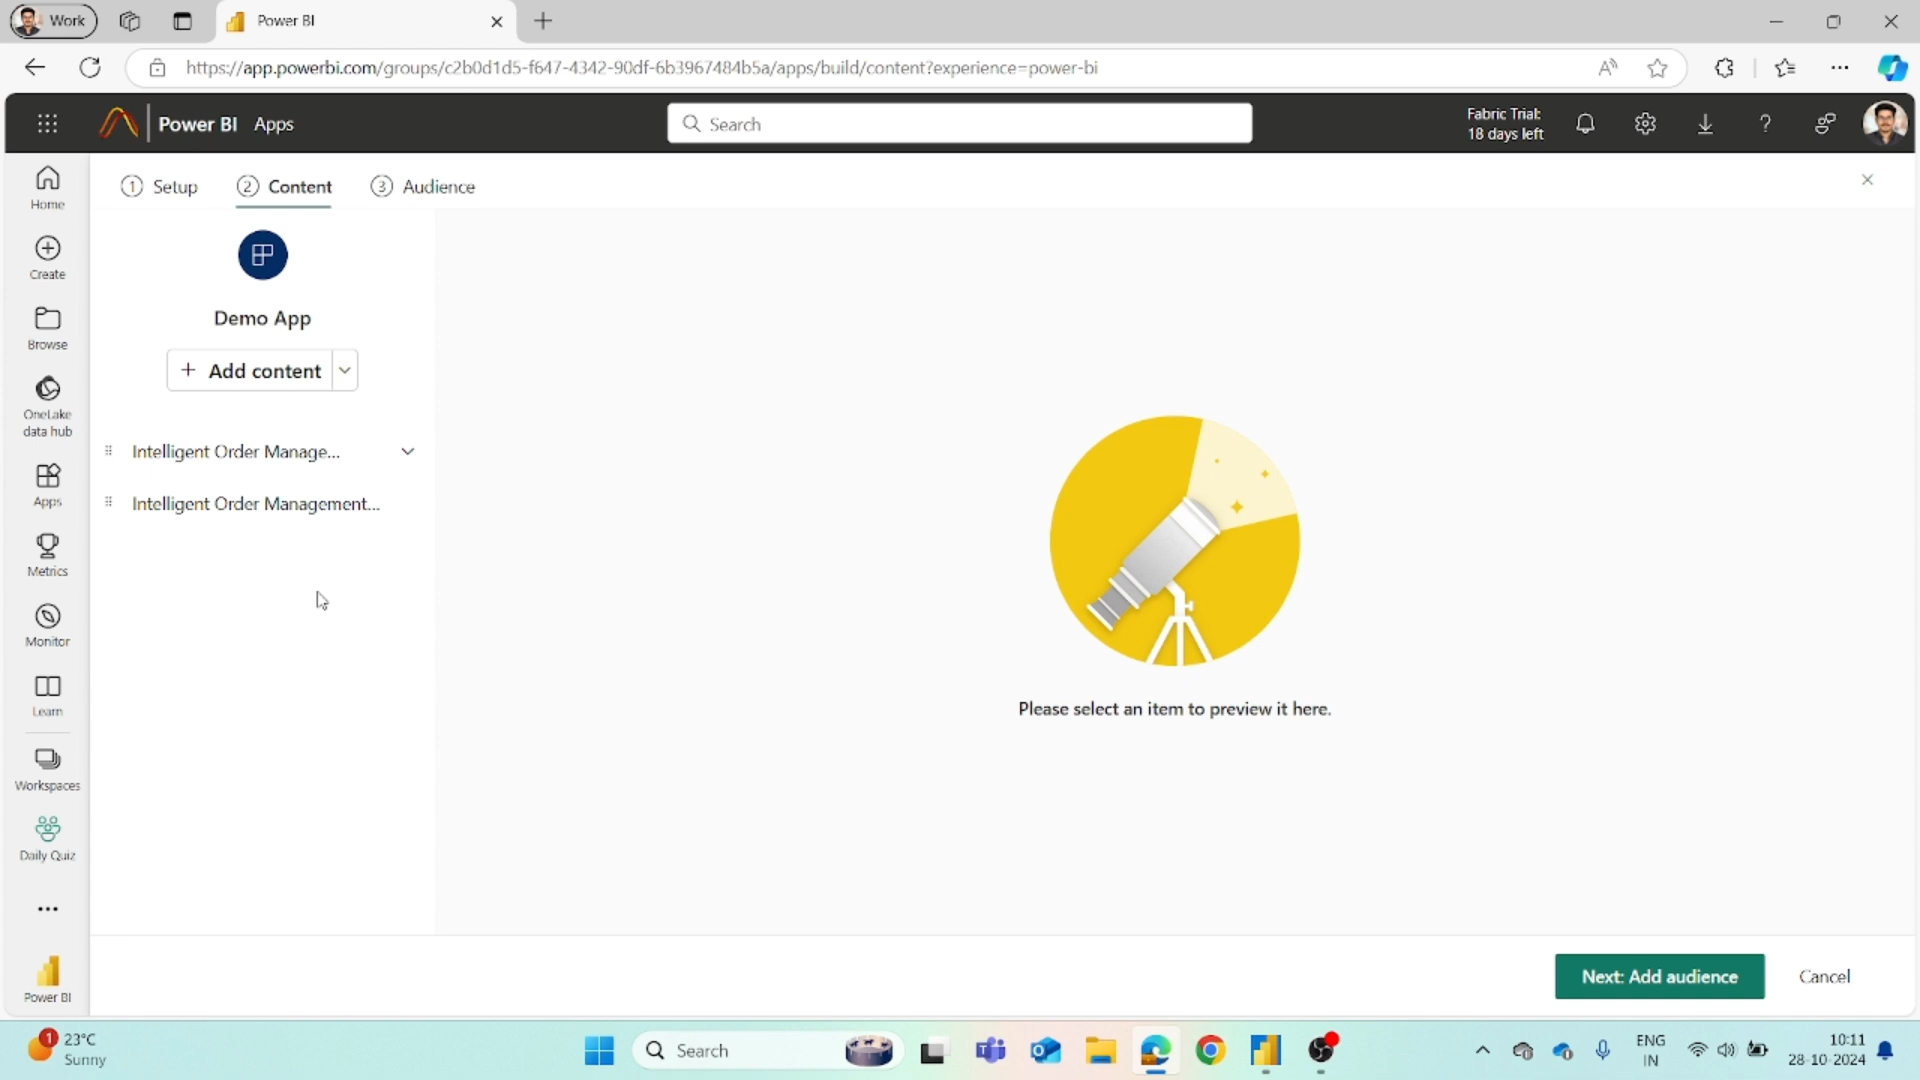 Work
Power BI
https://app.powerbi.com/groups/c2b0d1d5-f647-4342-90df-6b3967484b5a/apps/build/content?experience=power-bi
Power BI Apps
Search
Fabric Trial:
18 days left
Home
Create
Browse
OneLake
data hub
Apps
Metrics
Monitor
Learn
Workspaces
Daily Quiz
Power BI
1 Setup
2 Content
3 Audience
Demo App
+ Add content
Intelligent Order Manage...
Intelligent Order Management...
Please select an item to preview it here.
Next: Add audience
Cancel
1
23°C
Sunny
Search
ENG
IN
10:11
28-10-2024